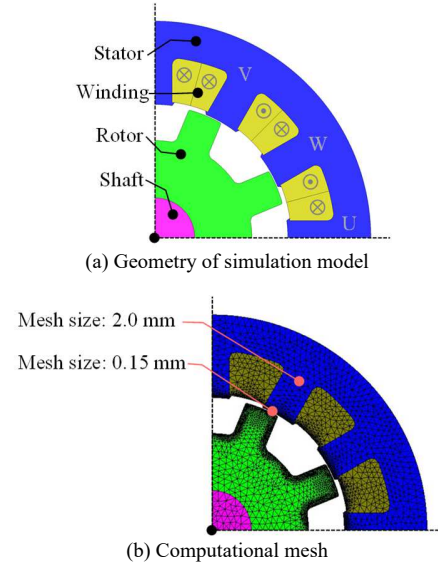 Stator
V
Winding
W
Rotor
Shaft
U
(a) Geometry of simulation model
Mesh size: 2.0 mm
Mesh size: 0.15 mm
(b) Computational mesh